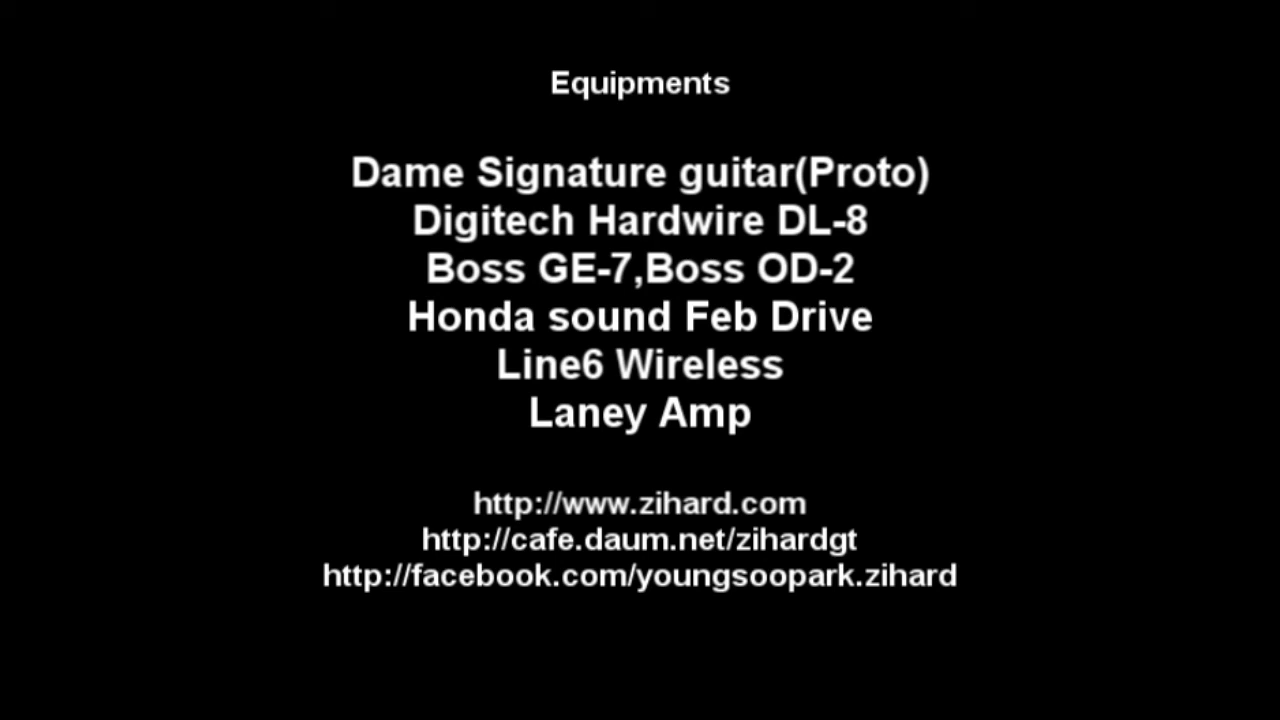 Equipments
Dame Signature guitar(Proto)
Digitech Hardwire DL-8
Boss GE-7,Boss OD-2
Honda sound Feb Drive
Line6 Wireless
Laney Amp
http://www.zihard.com
http://cafe.daum.net/zihardgt
http://facebook.com/youngsoopark.zihard